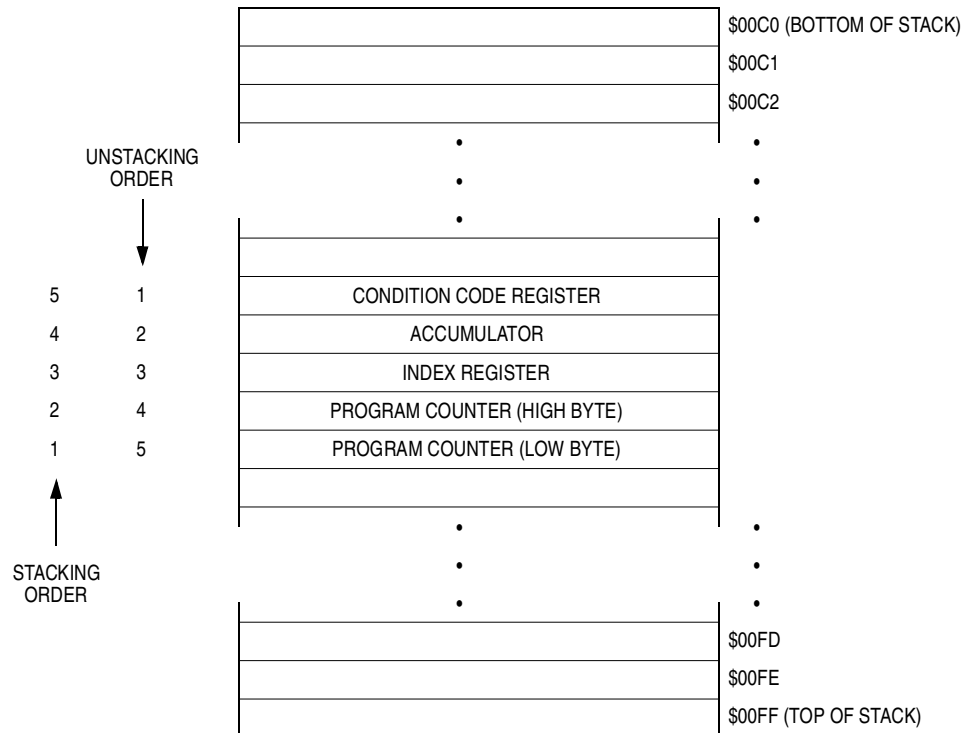 $00C0 (BOTTOM OF STACK)
$00C1
$00C2
UNSTACKING
ORDER
5 1 CONDITION CODE REGISTER
4 2 ACCUMULATOR
3 3 INDEX REGISTER
2 4 PROGRAM COUNTER (HIGH BYTE)
1 5 PROGRAM COUNTER (LOW BYTE)
STACKING
ORDER
$00FD
$00FE
$00FF (TOP OF STACK)